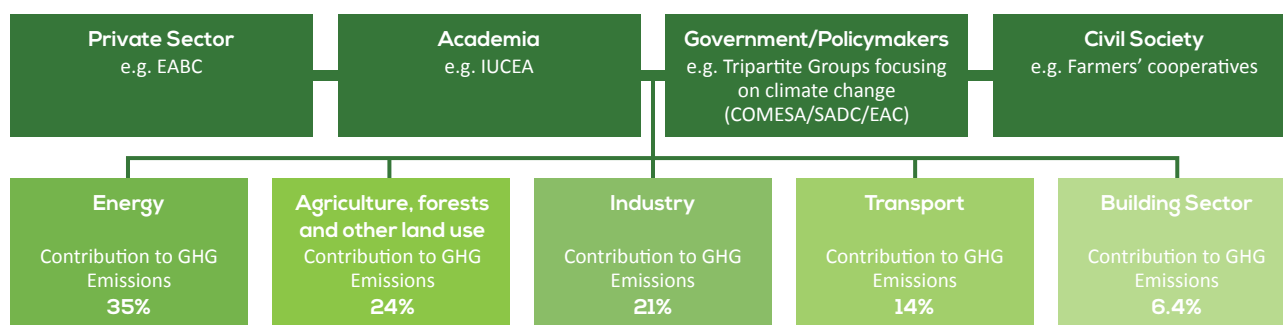 Private Sector
e.g. EABC
Academia
e.g. IUCEA
Government/Policymakers
e.g. Tripartite Groups focusing
on climate change
(COMESA/SADC/EAC)
Civil Society
e.g. Farmers’ cooperatives
Energy
Contribution to GHG
Emissions
35%
Agriculture, forests
and other land use
Contribution to GHG
Emissions
24%
Industry
Contribution to GHG
Emissions
21%
Transport
Contribution to GHG
Emissions
14%
Building Sector
Contribution to GHG
Emissions
6.4%